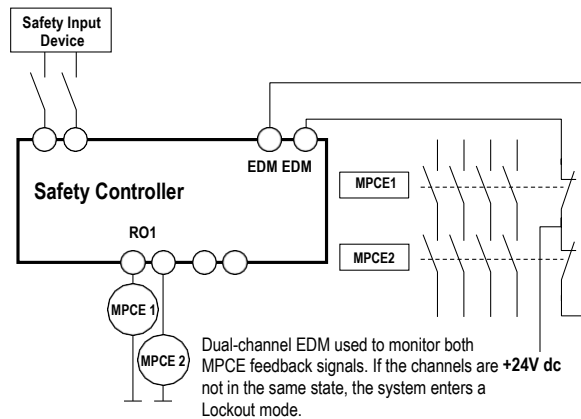 Safety Input
Device
EDM EDM
Safety Controller
MPCE1
RO1
MPCE2
MPCE 1
MPCE 2
Dual-channel EDM used to monitor both
MPCE feedback signals. If the channels are
+24V dc
not in the same state, the system enters a
Lockout mode.